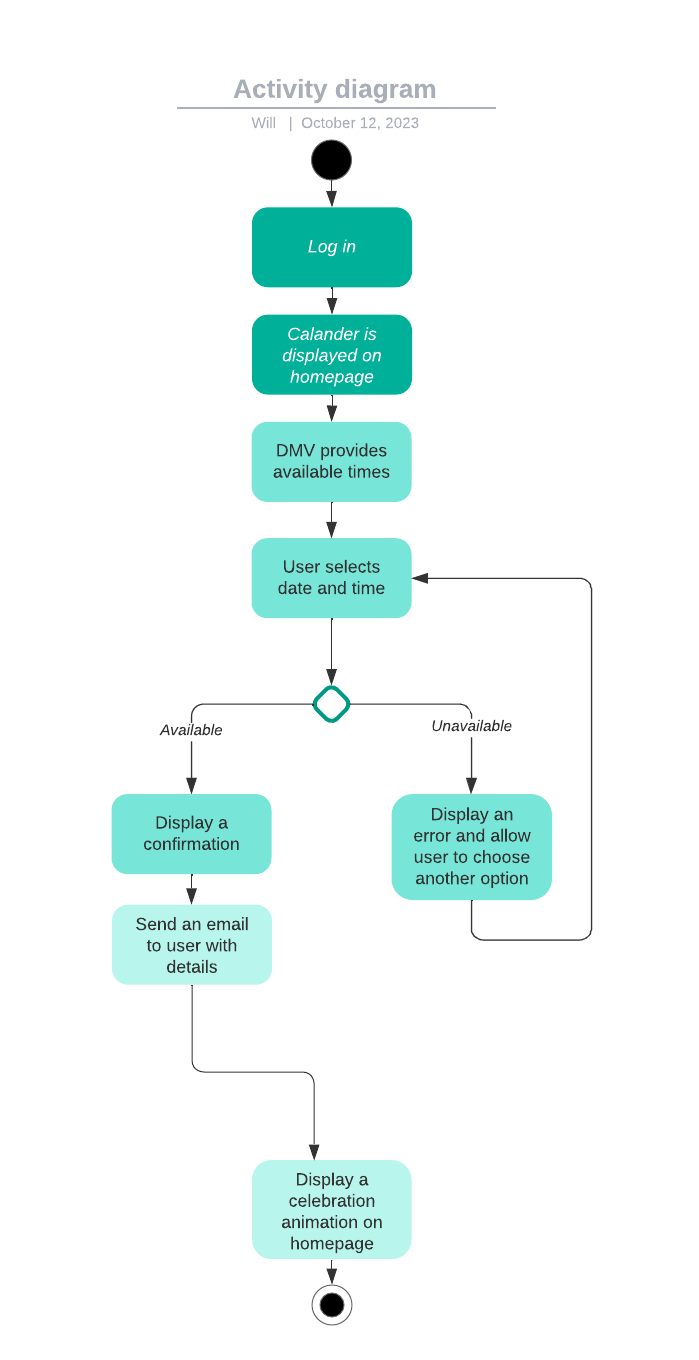 Activity diagram
Will | October 12, 2023
Log in
Calander is
displayed on
homepage
DMV provides
available times
User selects
date and time
Available
Unavailable
Display a
confirmation
Display an
error and allow
user to choose
another option
Send an email
to user with
details
Display a
celebration
animation on
homepage